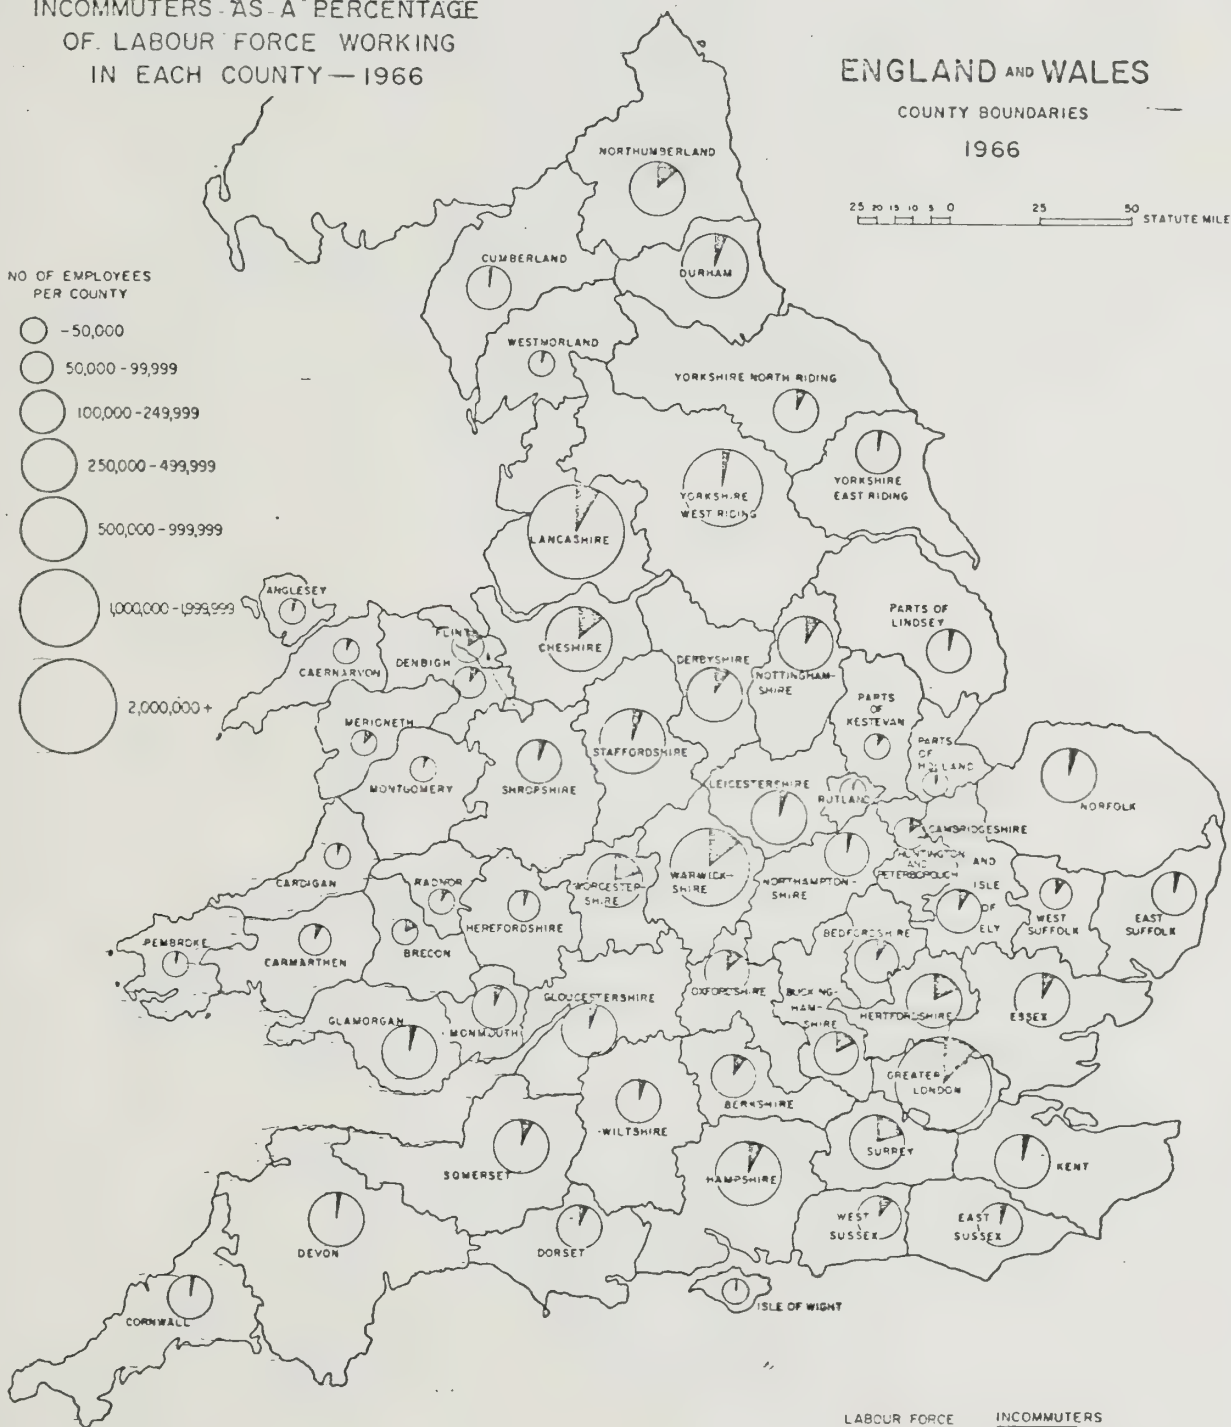 INCOMMUTERS AS A PERCENTAGE
OF LABOUR FORCE WORKING
IN EACH COUNTY — 1966
ENGLAND AND WALES
COUNTY BOUNDARIES
1966
25 20 15 10 5 0 25 50 STATUTE MILE
NO OF EMPLOYEES
PER COUNTY
-50,000
50,000 - 99,999
100,000 - 249,999
250,000 - 499,999
500,000 - 999,999
1,000,000 - 1,999,999
2,000,000 +
NORTHUMBERLAND
CUMBERLAND
DURHAM
WESTMORLAND
YORKSHIRE NORTH RIDING
YORKSHIRE
EAST RIDING
YORKSHIRE
WEST RIDING
LANCASHIRE
ANGLESEY
FLINT
CAERNARVON
DENBIGH
CHESHIRE
DERBYSHIRE
NOTTINGHAM-
SHIRE
PARTS OF
LINDSEY
PARTS
OF
KESTEVAN
PARTS
OF
HOLLAND
MERIGNETH
MONTGOMERY
SHROPSHIRE
STAFFORDSHIRE
LEICESTERSHIRE
RUTLAND
NORFOLK
CARDIGAN
RADNOR
HEREFORDSHIRE
WORCESTER-
SHIRE
WARWICK-
SHIRE
NORTHAMPTON-
SHIRE
HUNTINGTON
AND
PETERBOROUGH
CAMBRIDGESHIRE
AND
ISLE
OF
ELY
WEST
SUFFOLK
EAST
SUFFOLK
PEMBROKE
CARMARTHEN
BRECON
GLAMORGAN
MONMOUTH
GLOUCESTERSHIRE
OXFORDSHIRE
BUCKING-
HAM-
SHIRE
BEDFORDSHIRE
HERTFORDSHIRE
ESSEX
GREATER
LONDON
BERKSHIRE
WILTSHIRE
SOMERSET
HAMPSHIRE
SURREY
KENT
DEVON
DORSET
WEST
SUSSEX
EAST
SUSSEX
CORNWALL
ISLE OF WIGHT
LABOUR FORCE INCOMMUTERS